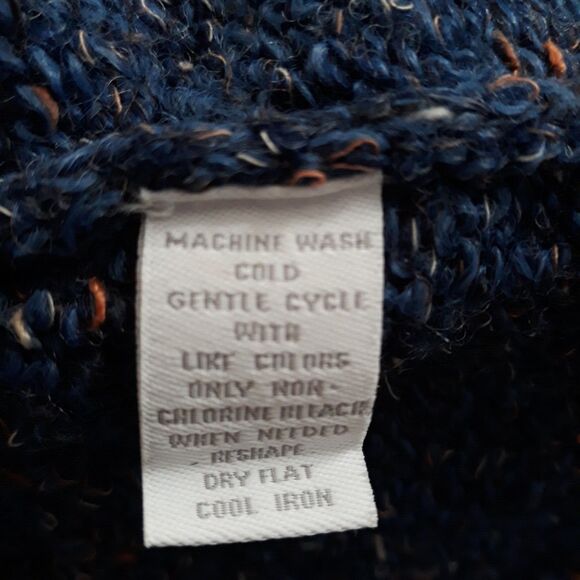 MACHINE WASH
COLD
GENTLE CYCLE
WITH
LIKE COLORS
ONLY NON-
CHLORINE BLEACH
WHEN NEEDED
RESHAPE
DRY FLAT
COOL IRON